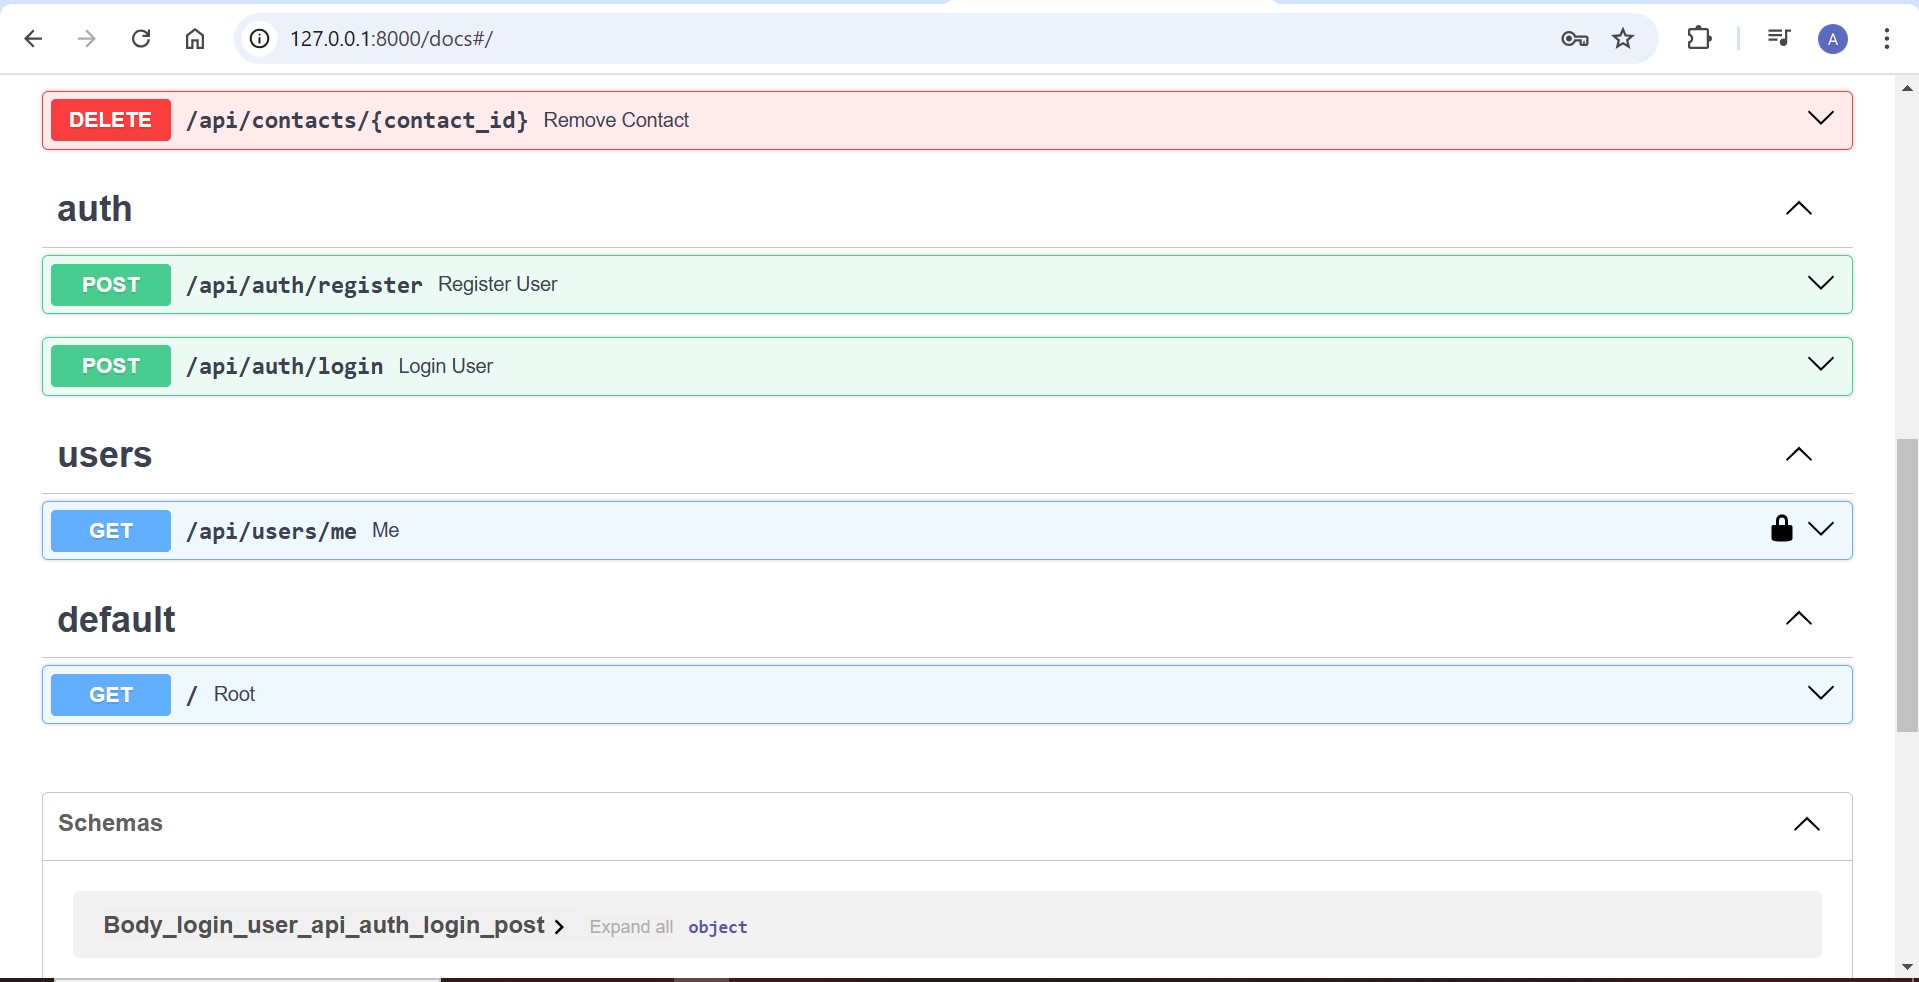 127.0.0.1:8000/docs#/
A
DELETE /api/contacts/{contact_id} Remove Contact
auth
POST /api/auth/register Register User
POST /api/auth/login Login User
users
GET /api/users/me Me
default
GET / Root
Schemas
Body_login_user_api_auth_login_post Expand all object